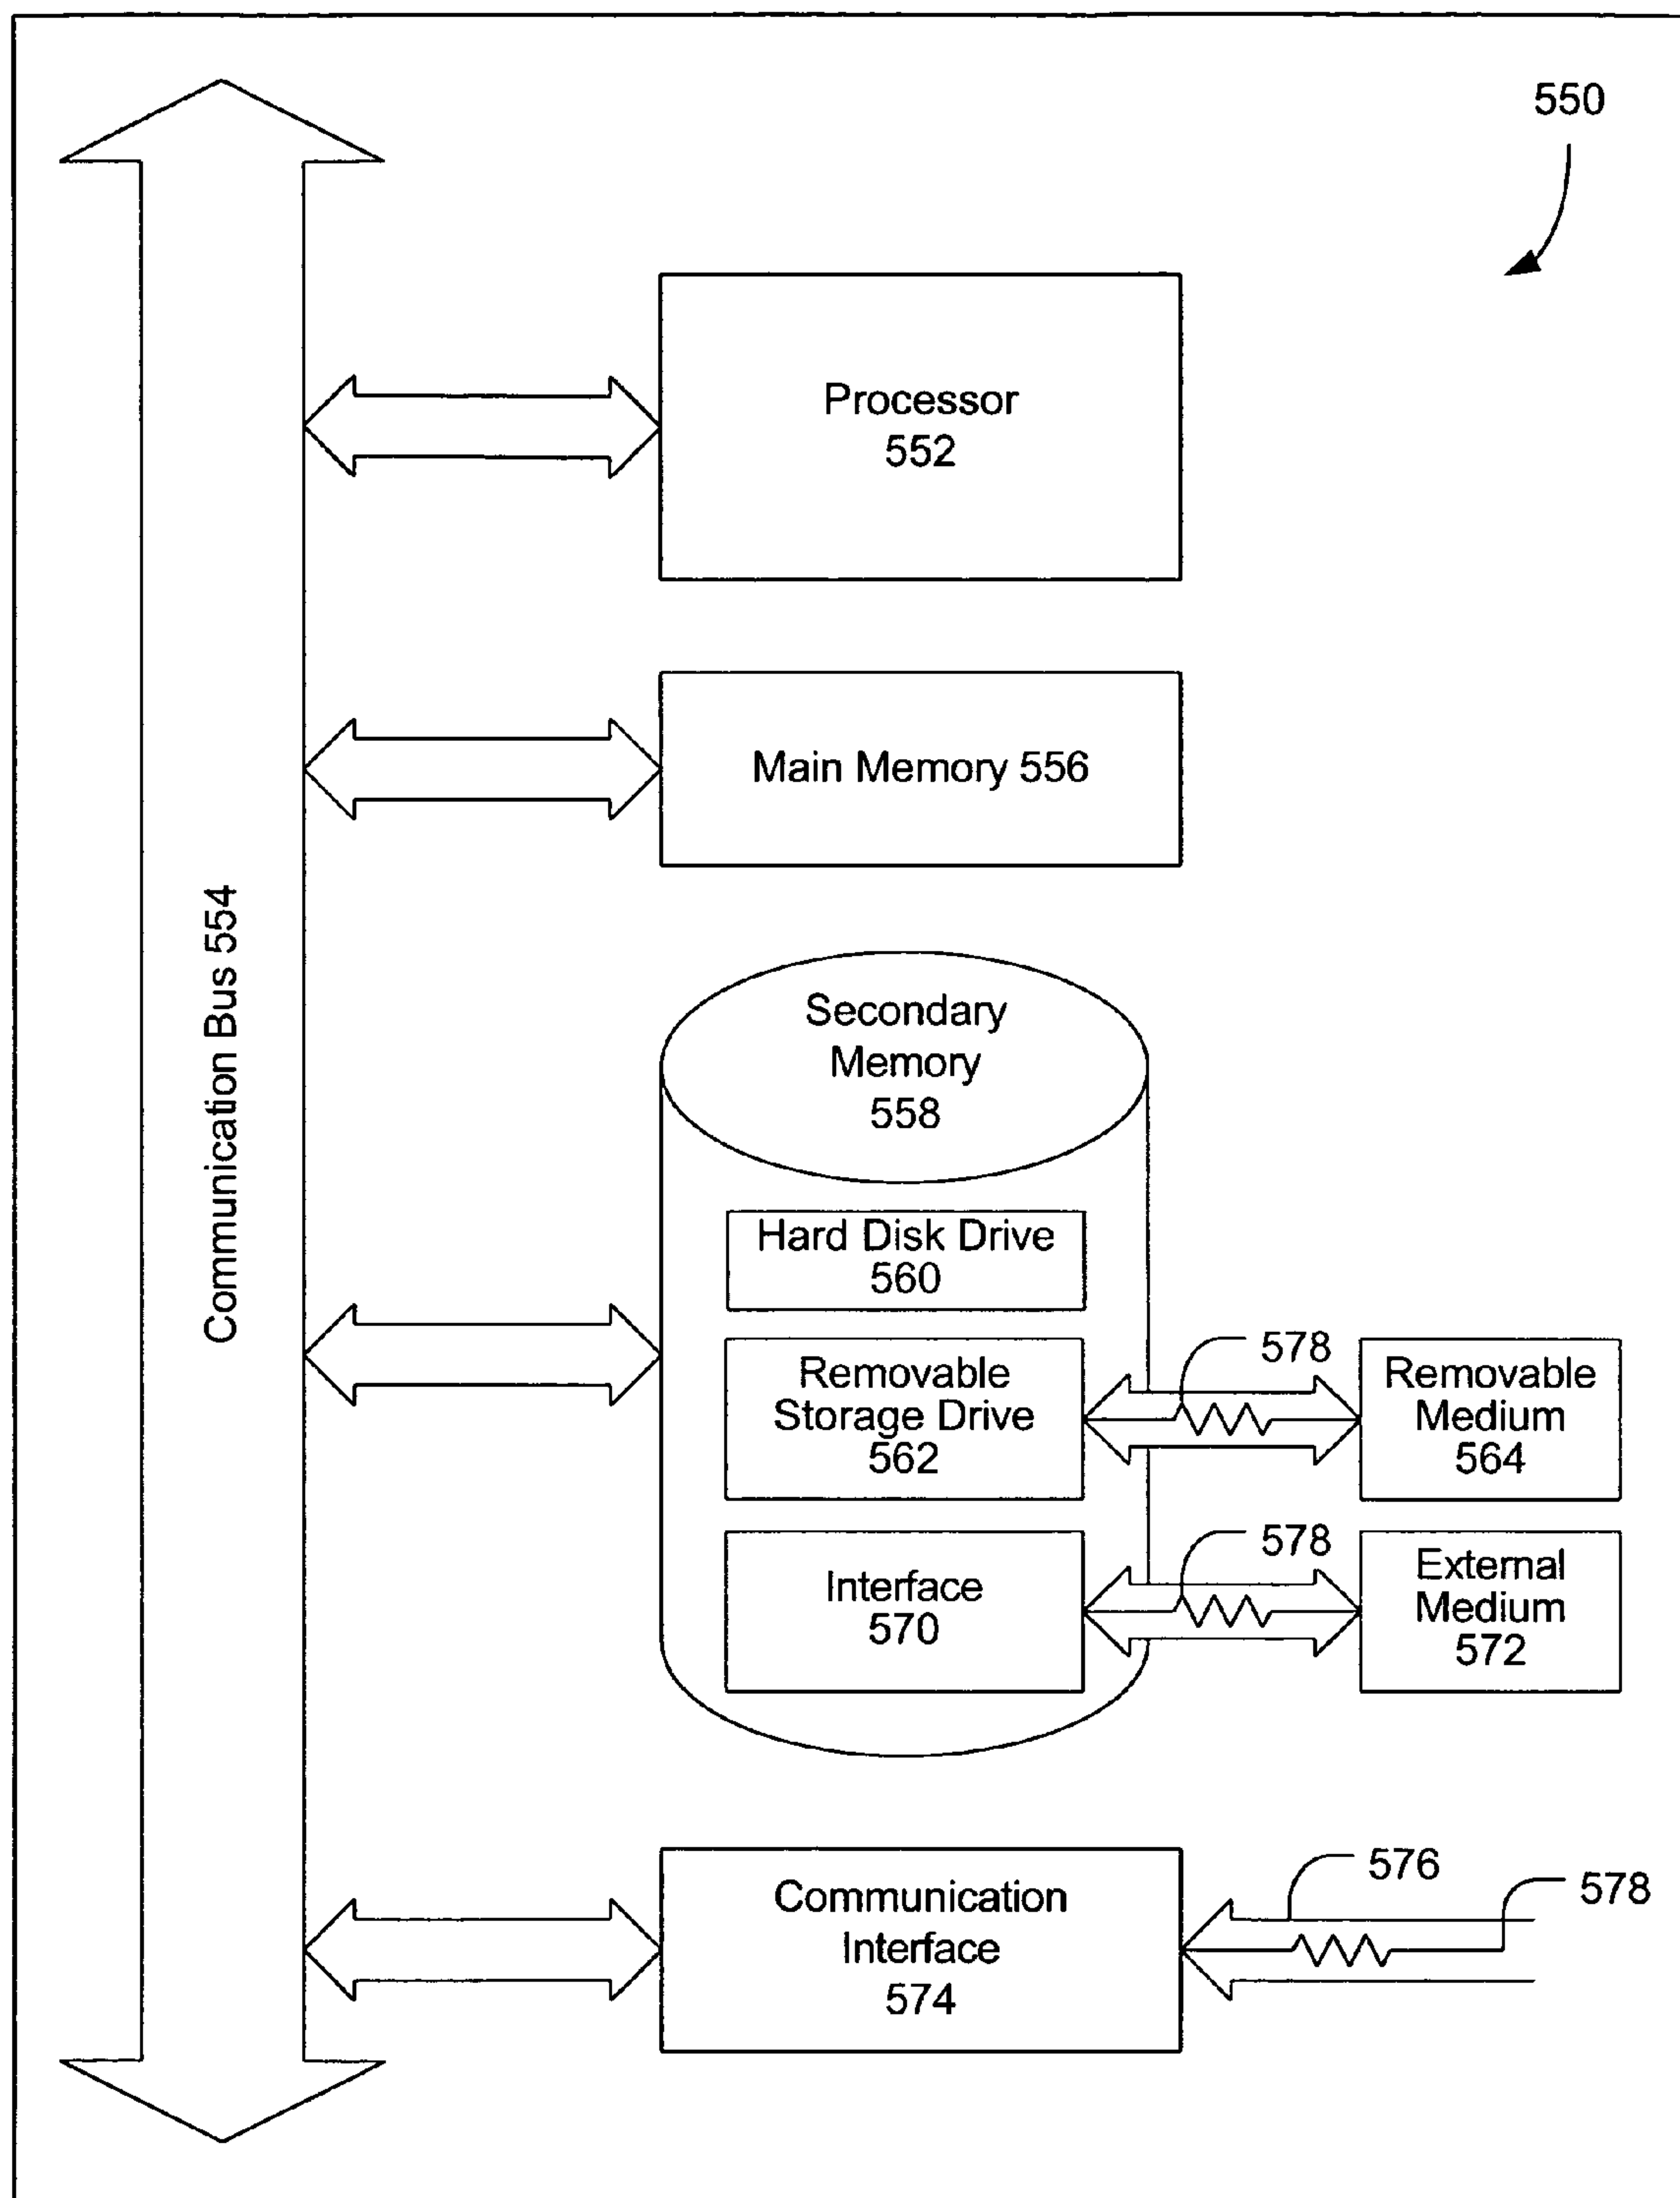 550
Processor
552
Main Memory 556
Communication Bus 554
Secondary
Memory
558
Hard Disk Drive
560
Removable
Storage Drive
562
578
Removable
Medium
564
Interface
570
578
External
Medium
572
Communication
Interface
574
576
578